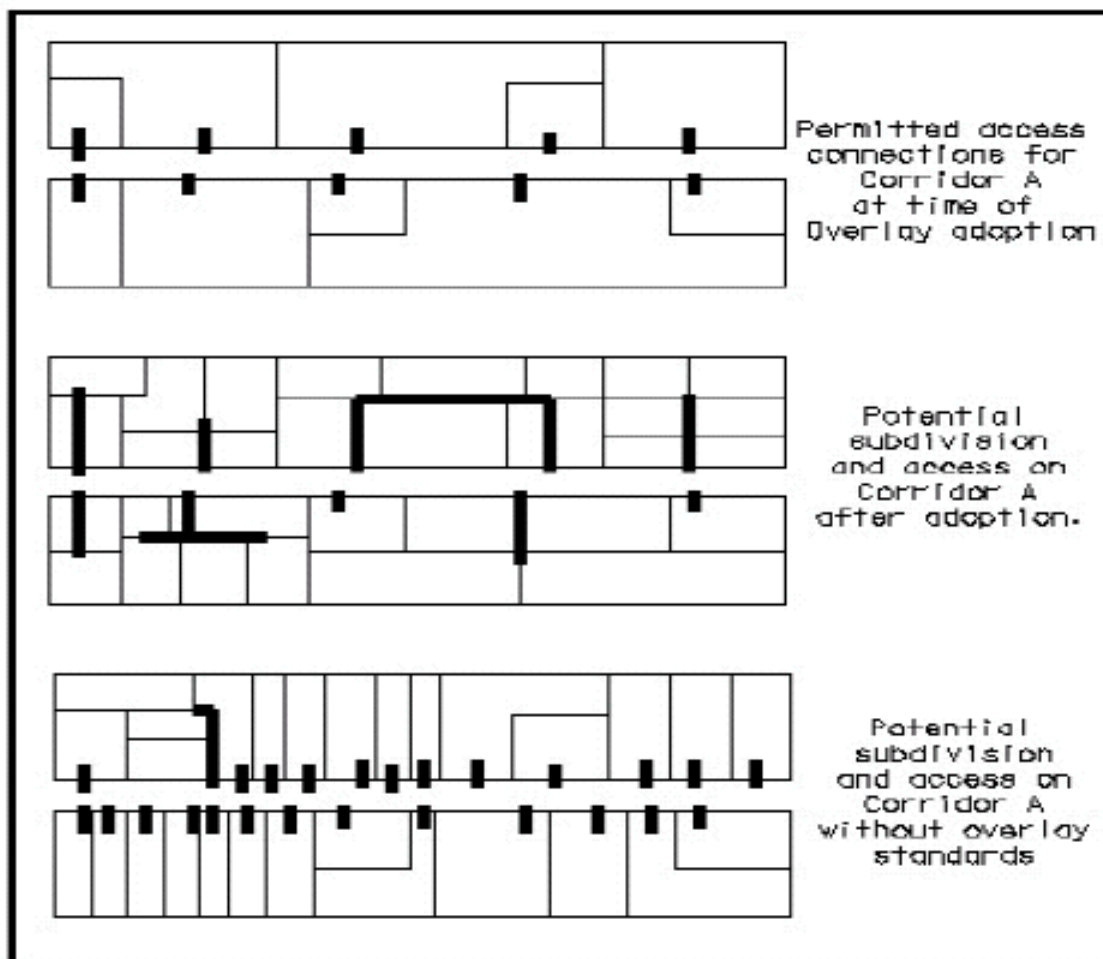 Permitted access
connections for
Corridor A
at time of
Overlay adoption
Potential
subdivision
and access on
Corridor A
after adoption.
Potential
subdivision
and access on
Corridor A
without overlay
standards